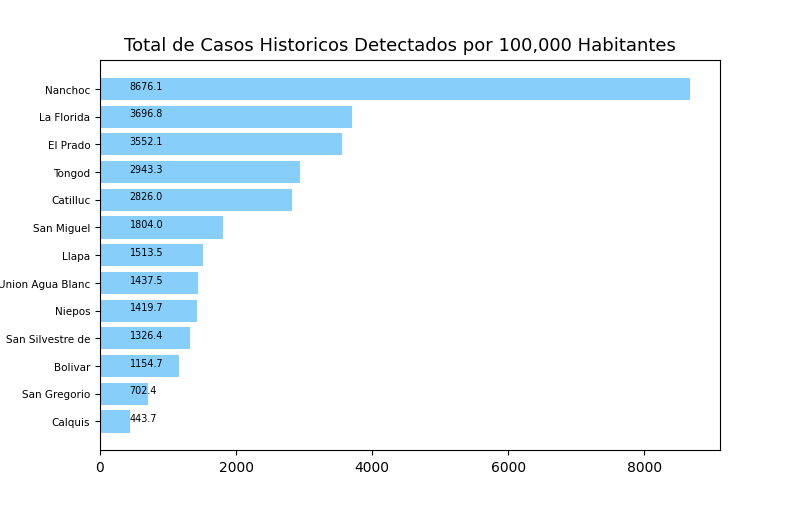 Total de Casos Historicos Detectados por 100,000 Habitantes
Nanchoc 8676.1
La Florida 3696.8
El Prado 3552.1
Tongod 2943.3
Catilluc 2826.0
San Miguel 1804.0
Llapa 1513.5
Union Agua Blanc 1437.5
Niepos 1419.7
San Silvestre de 1326.4
Bolivar 1154.7
San Gregorio 702.4
Calquis 443.7
0 2000 4000 6000 8000